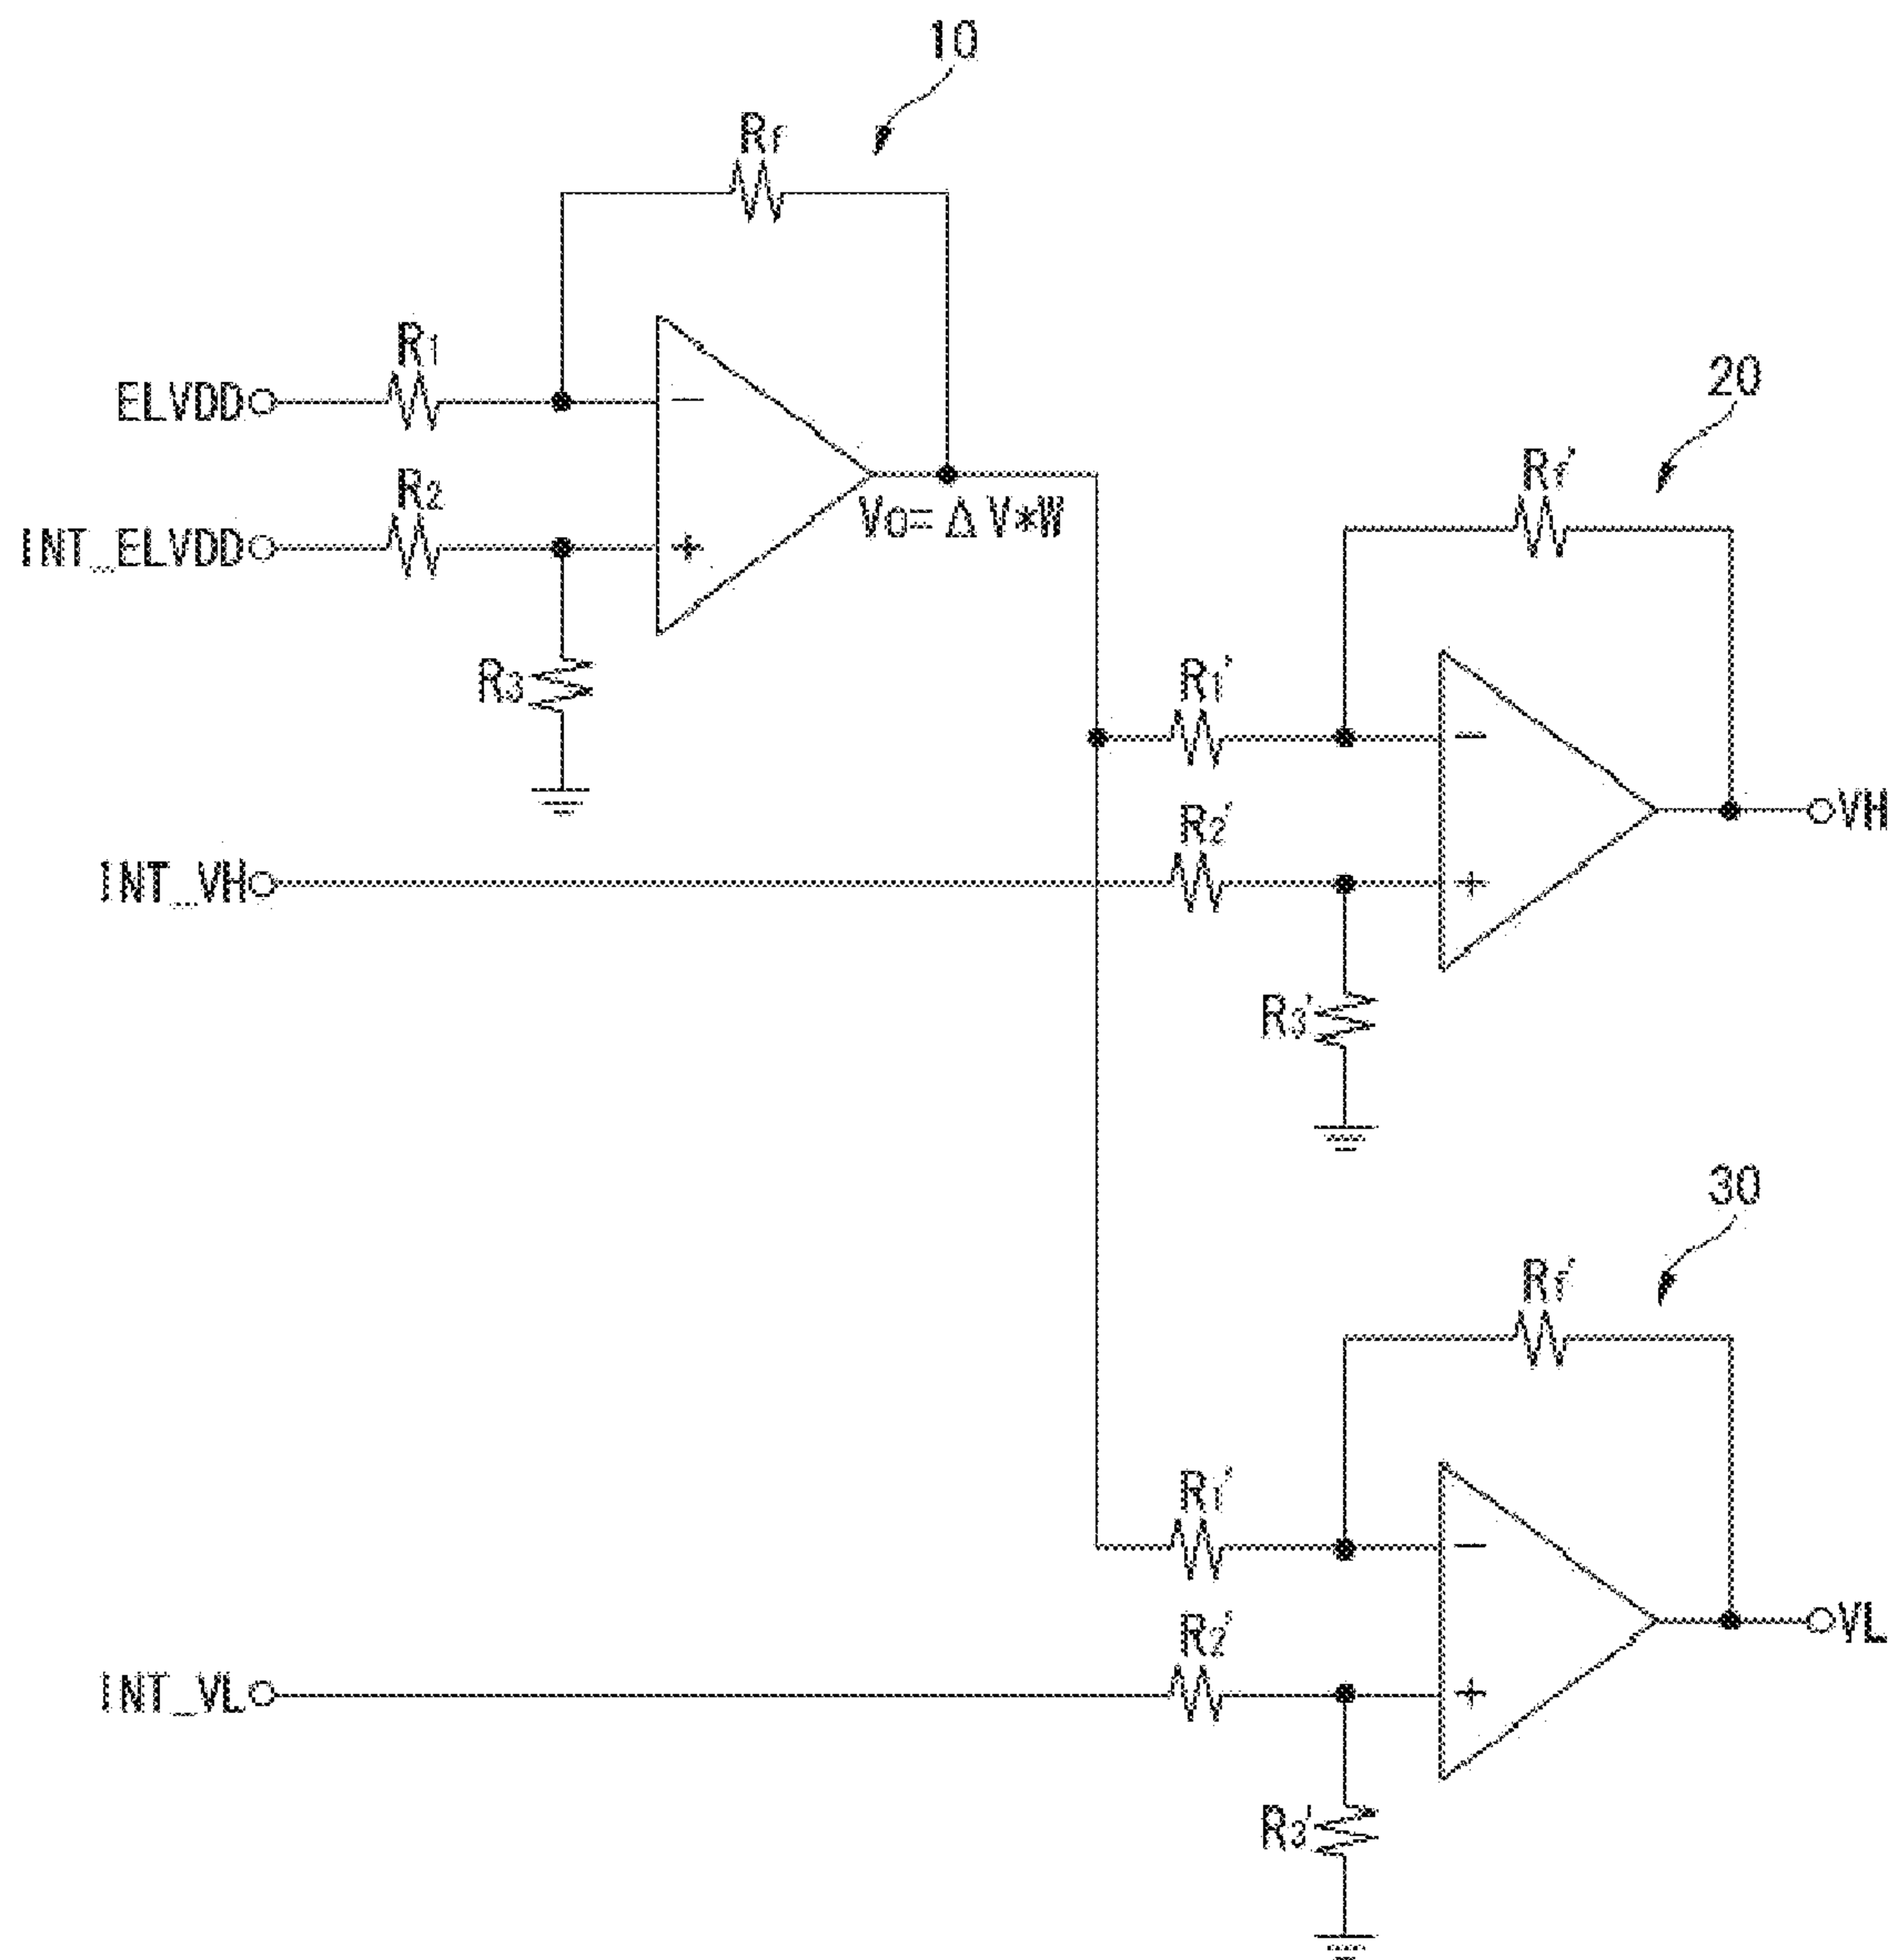 10
Rf
R1
ELVDD
R2
INT_ELVDD
−
+
Vo=ΔV*W
R3
20
Rf'
R1'
−
R2'
INT_VH
+
VH
R3'
30
Rf'
R1'
−
R2'
INT_VL
+
VL
R3'